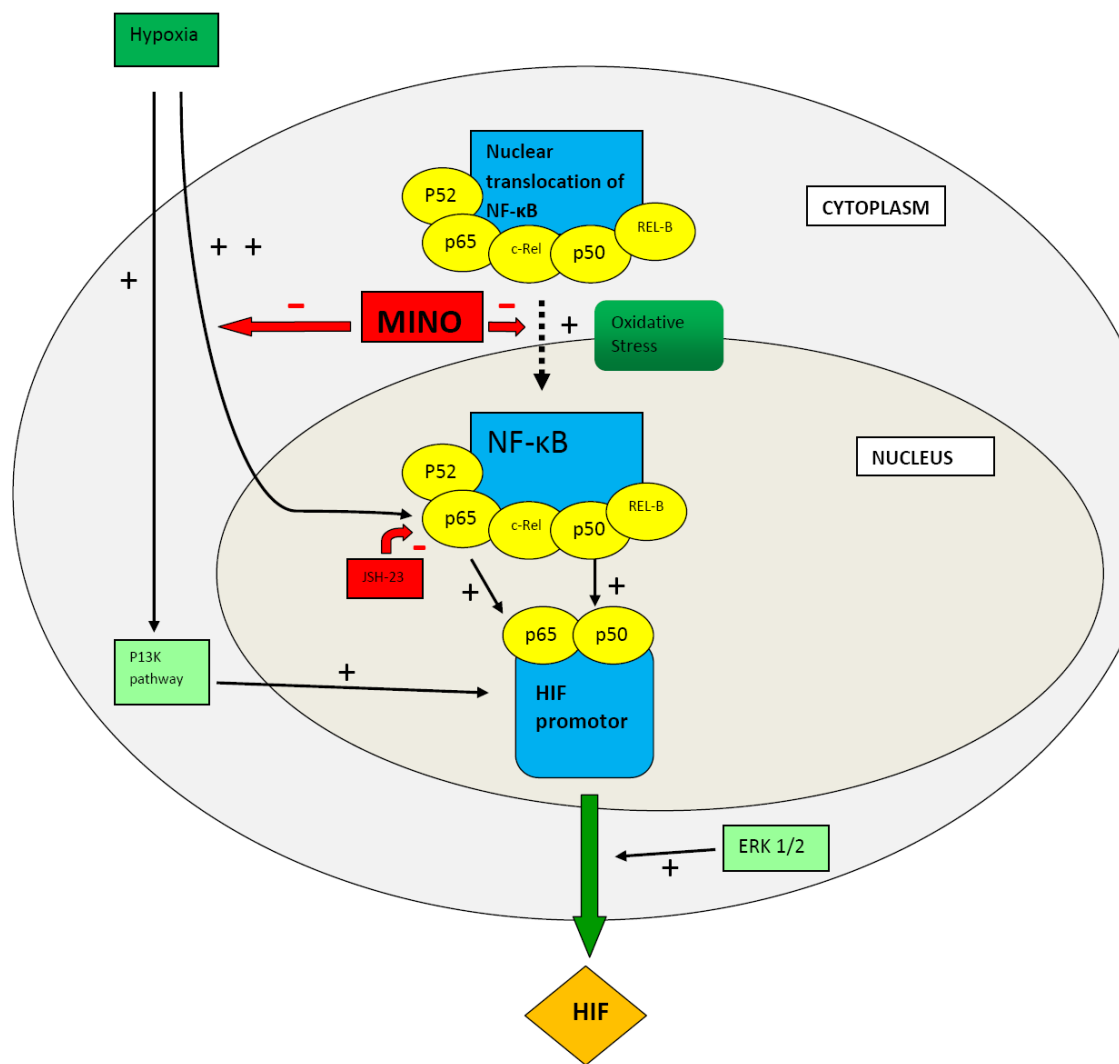 Hypoxia
Nuclear
translocation of
NF-κB
P52
p65
c-Rel
p50
REL-B
CYTOPLASM
+ +
+
-
MINO
-
+
Oxidative
Stress
NF-κB
NUCLEUS
P52
p65
c-Rel
p50
REL-B
-
JSH-23
+
+
p65
p50
P13K
pathway
+
HIF
promotor
ERK 1/2
+
HIF